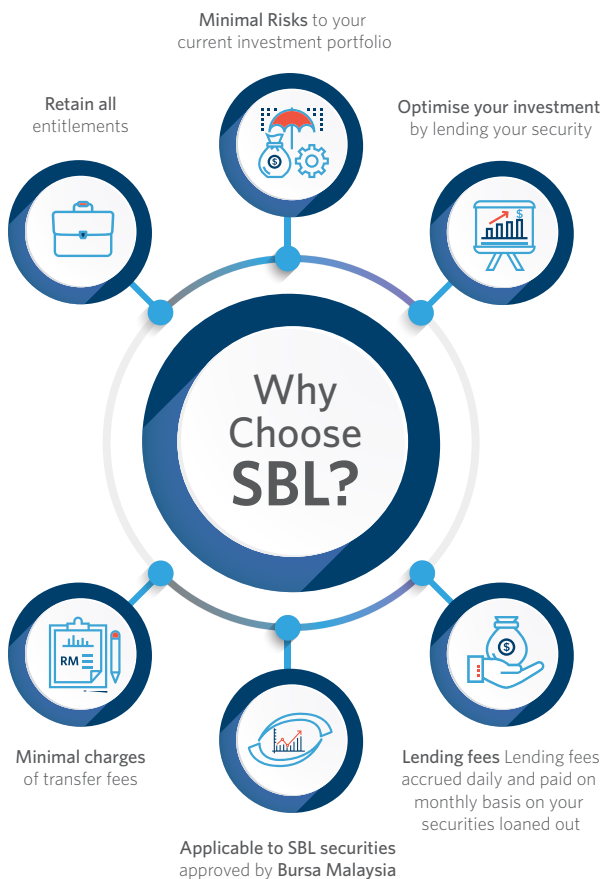 Minimal Risks to your
current investment portfolio
Retain all
entitlements
Optimise your investment
by lending your security
$
$
Why
Choose
SBL?
RM
$
Minimal charges
of transfer fees
Lending fees Lending fees
accrued daily and paid on
monthly basis on your
securities loaned out
Applicable to SBL securities
approved by Bursa Malaysia